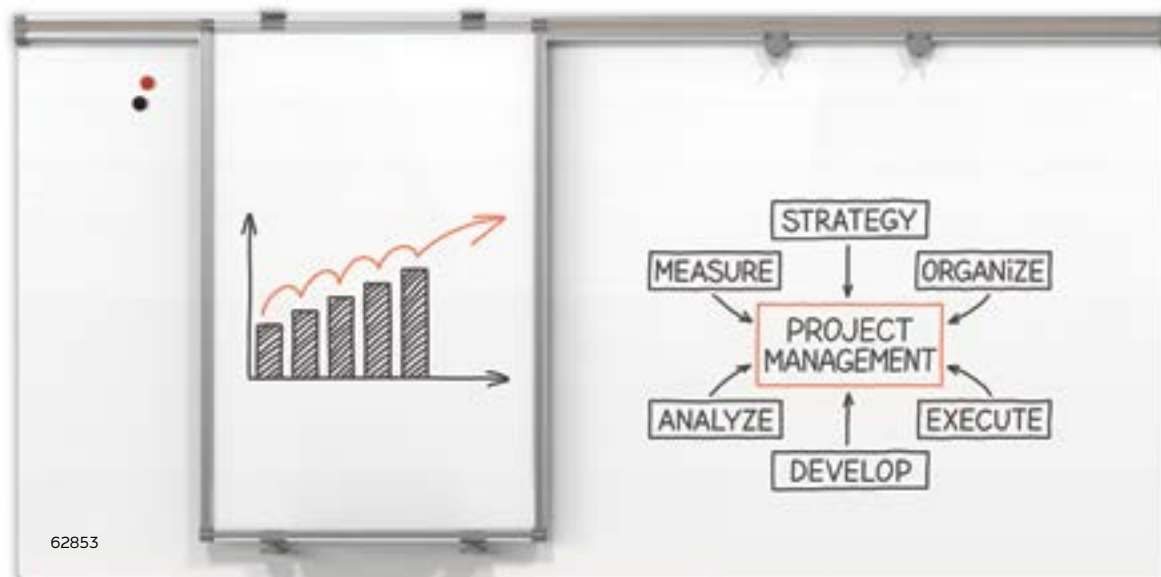 STRATEGY
MEASURE
ORGANiZE
PROJECT
MANAGEMENT
ANALYZE
EXECUTE
DEVELOP
62853